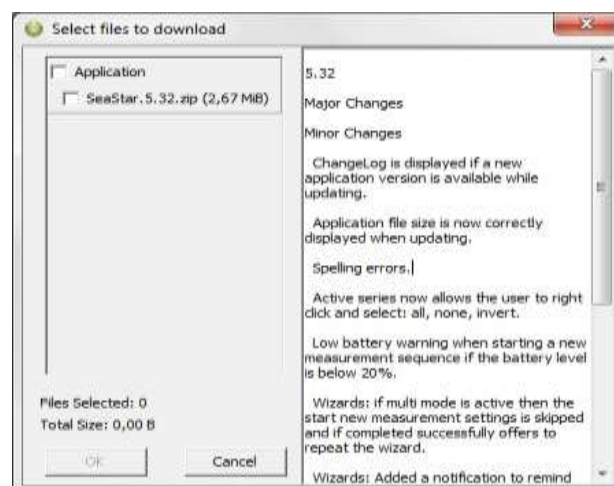 Select files to download
Application
SeaStar.5.32.zip (2,67 MiB)
Files Selected: 0
Total Size: 0,00 B
OK
Cancel
5.32
Major Changes
Minor Changes
ChangeLog is displayed if a new
application version is available while
updating.
Application file size is now correctly
displayed when updating.
Spelling errors.
Active series now allows the user to right
click and select: all, none, invert.
Low battery warning when starting a new
measurement sequence if the battery level
is below 20%.
Wizards: if multi mode is active then the
start new measurement settings is skipped
and if completed successfully offers to
repeat the wizard.
Wizards: Added a notification to remind